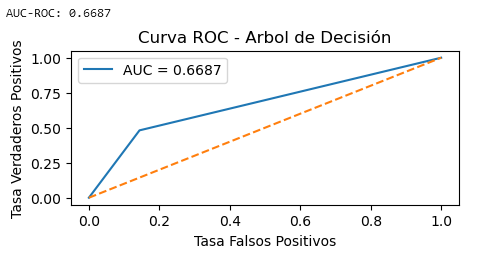 AUC-ROC: 0.6687
Curva ROC - Arbol de Decisión
AUC = 0.6687
Tasa Verdaderos Positivos
1.00
0.75
0.50
0.25
0.00
0.0 0.2 0.4 0.6 0.8 1.0
Tasa Falsos Positivos